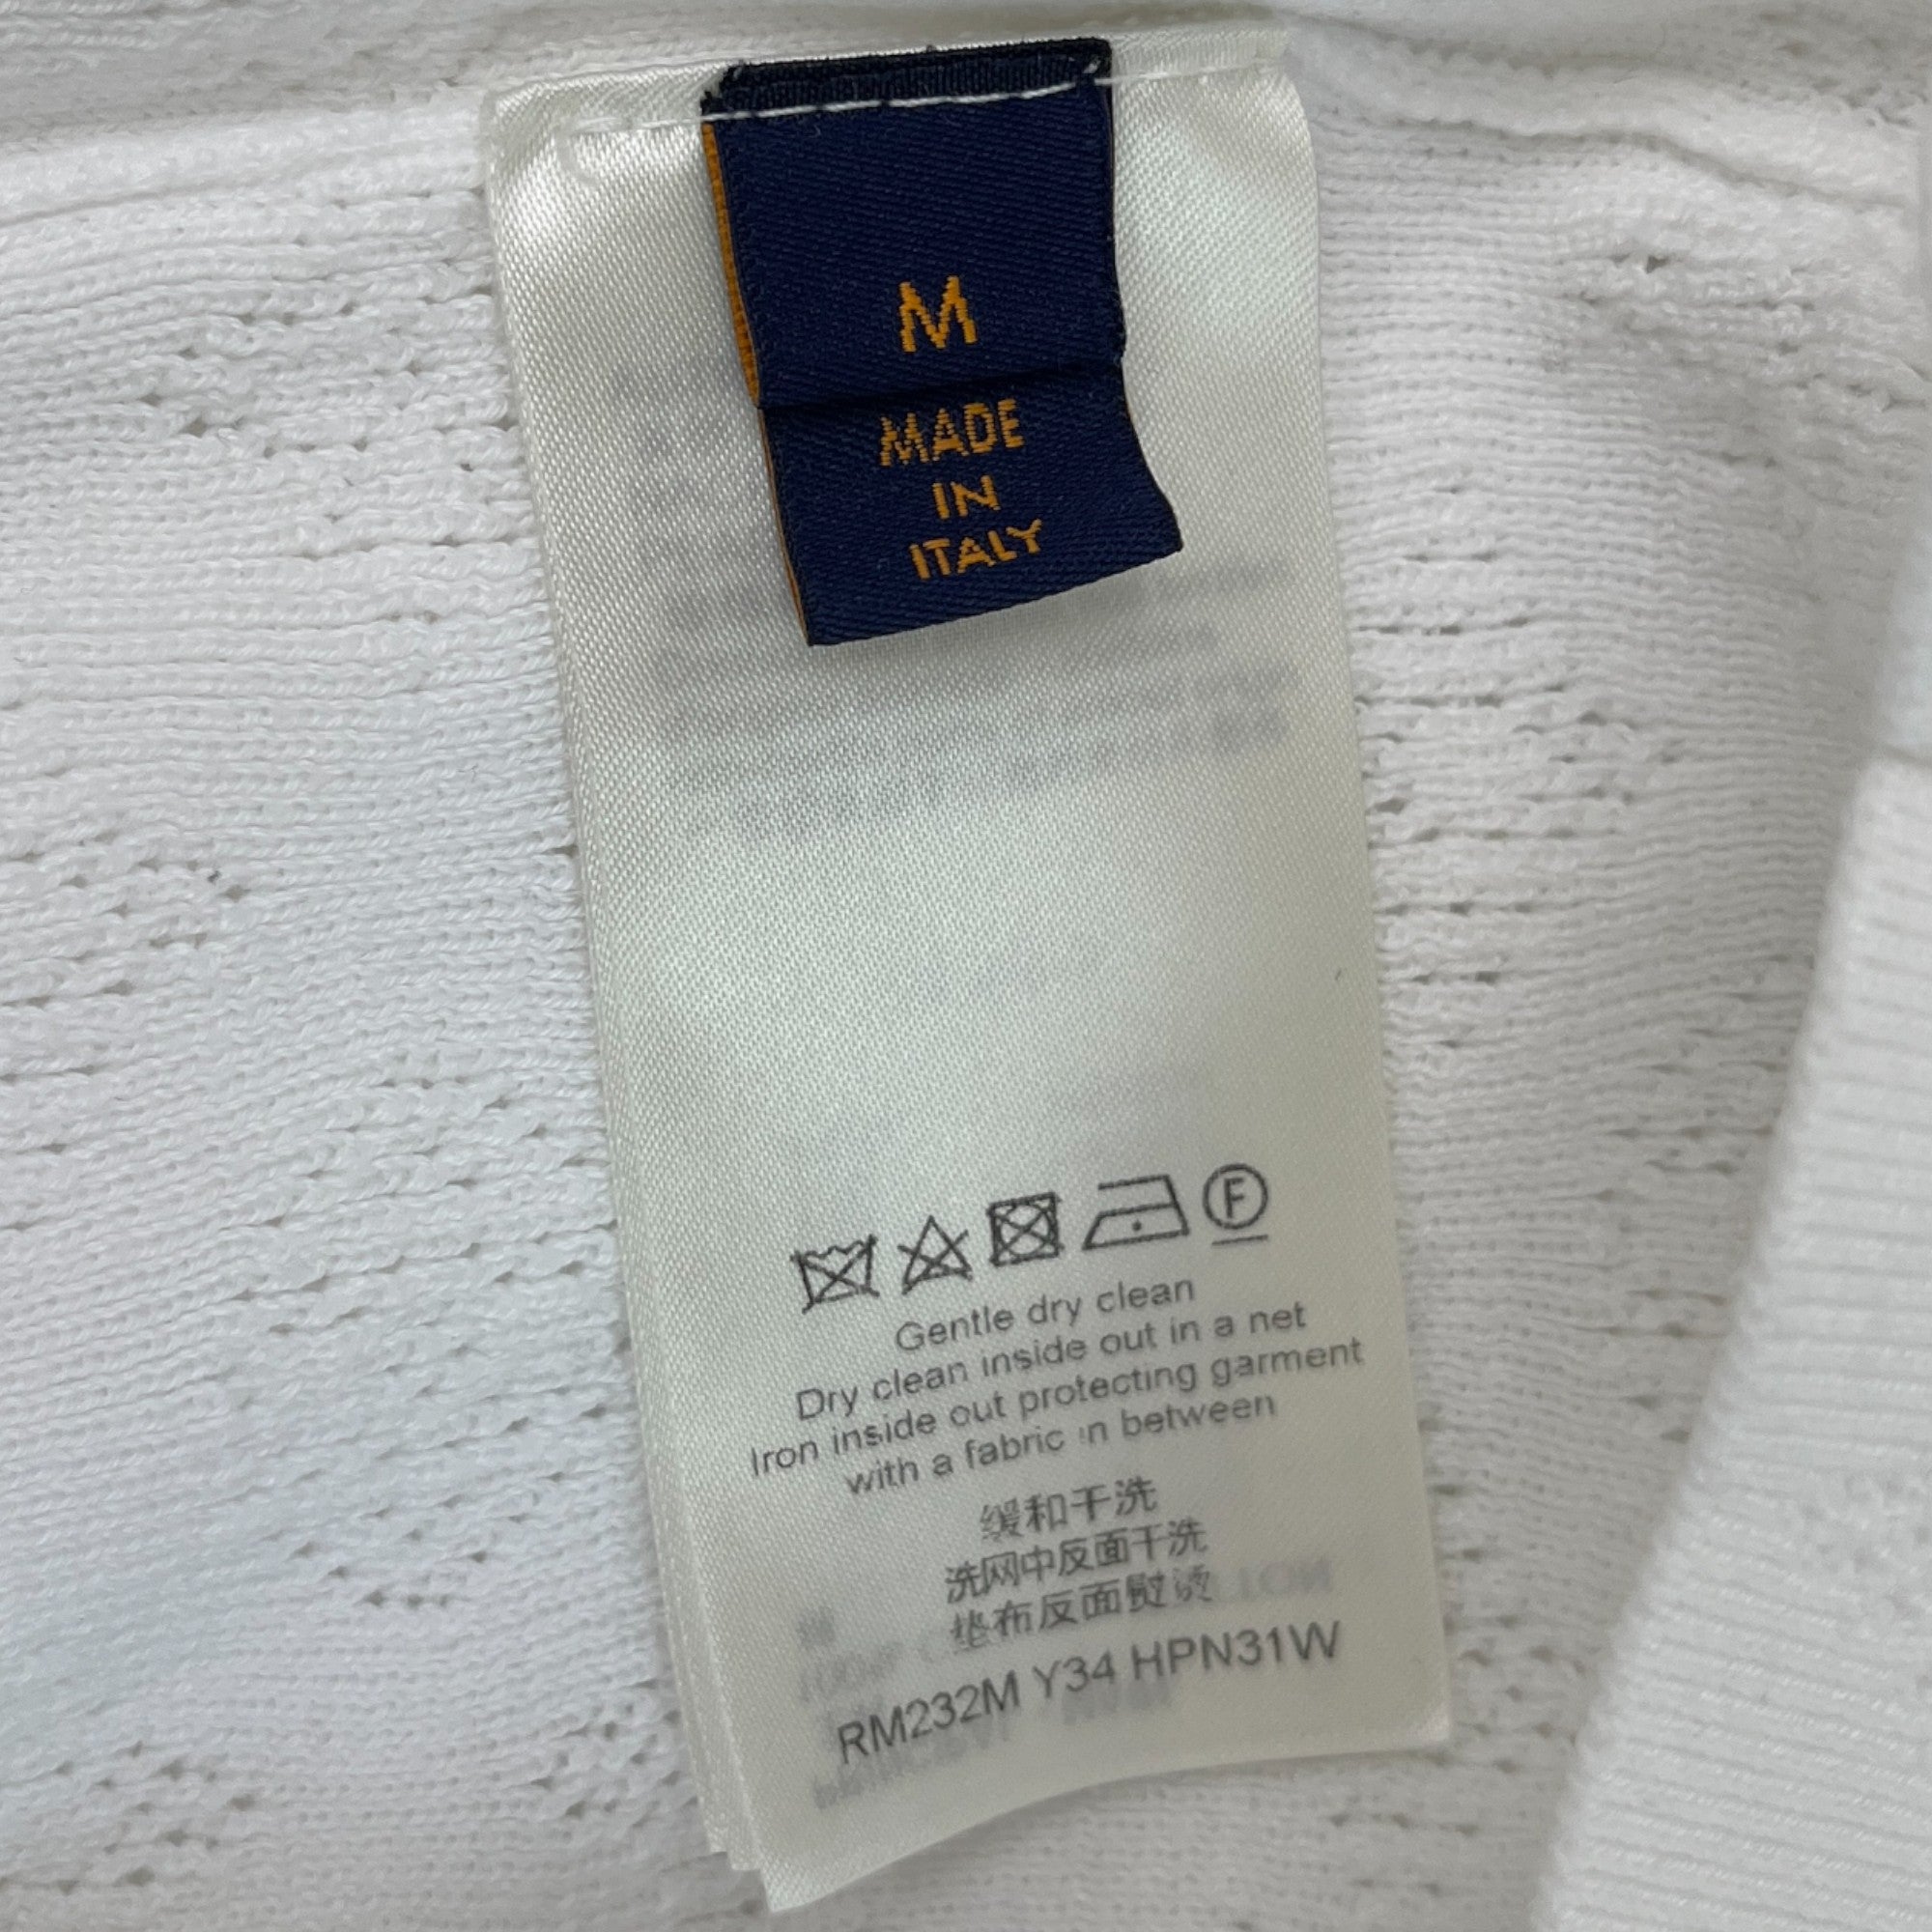 M
MADE
IN
ITALY
F
Gentle dry clean
Dry clean inside out in a net
Iron inside out protecting garment
with a fabric in between
缓和干洗
洗网中反面干洗
垫布反面熨烫
RM232M Y34 HPN31W